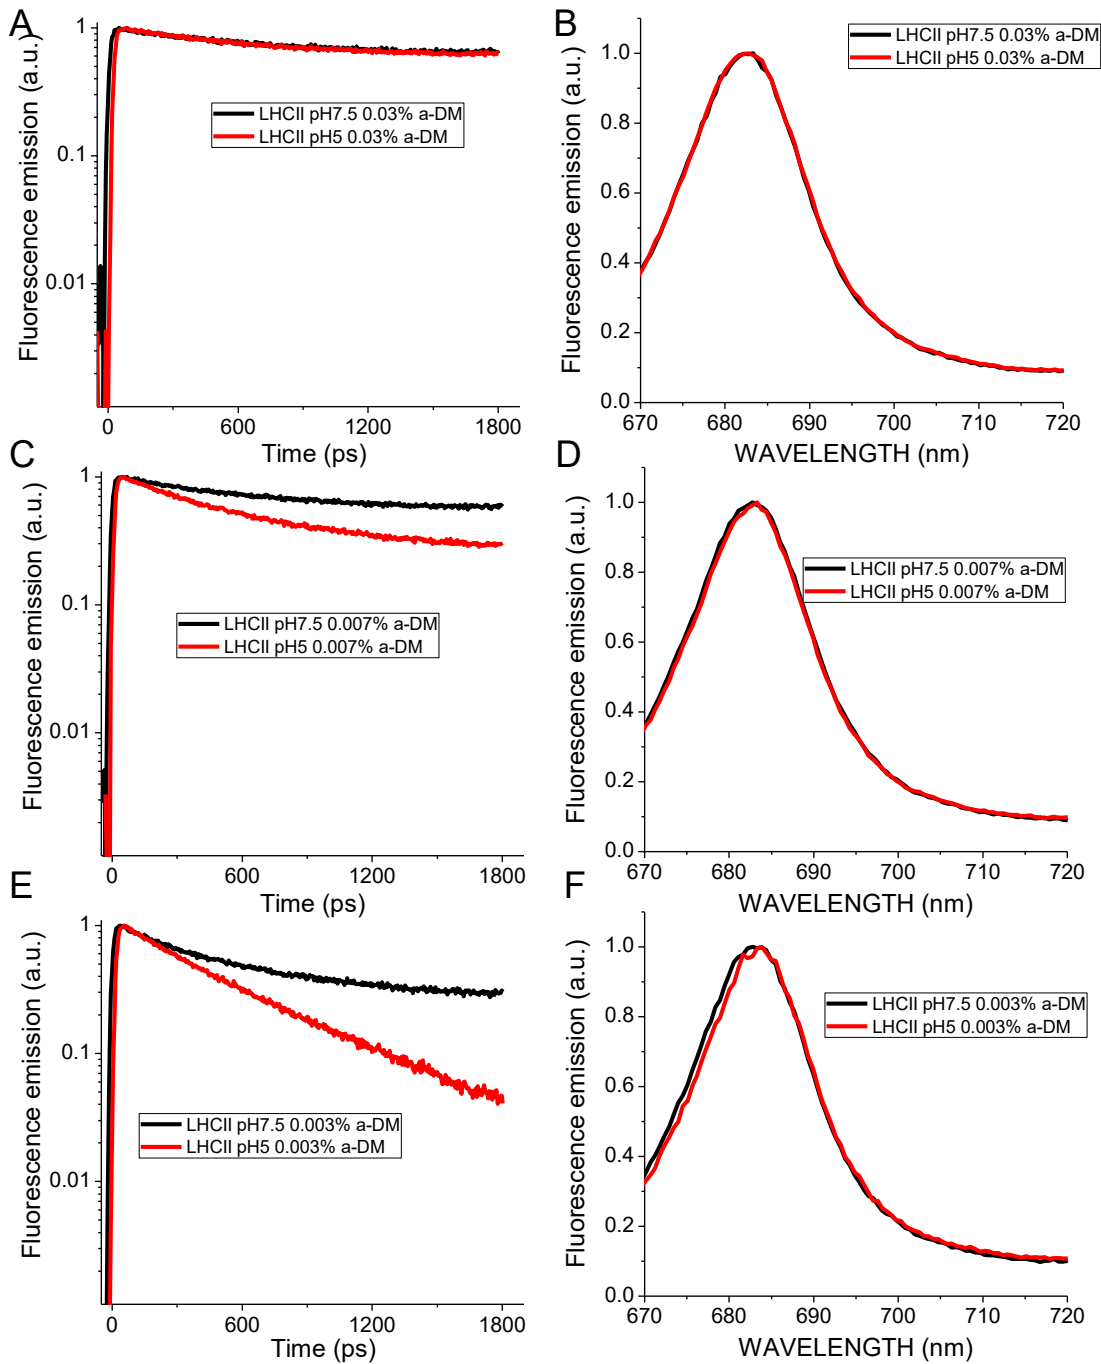 A
Fluorescence emission (a.u.)
1
0.1
0.01
LHCII pH7.5 0.03% a-DM
LHCII pH5 0.03% a-DM
0 600 1200 1800
Time (ps)
B
Fluorescence emission (a.u.)
1.0
0.8
0.6
0.4
0.2
0.0
LHCII pH7.5 0.03% a-DM
LHCII pH5 0.03% a-DM
670 680 690 700 710 720
WAVELENGTH (nm)
C
Fluorescence emission (a.u.)
1
0.1
0.01
LHCII pH7.5 0.007% a-DM
LHCII pH5 0.007% a-DM
0 600 1200 1800
Time (ps)
D
Fluorescence emission (a.u.)
1.0
0.8
0.6
0.4
0.2
0.0
LHCII pH7.5 0.007% a-DM
LHCII pH5 0.007% a-DM
670 680 690 700 710 720
WAVELENGTH (nm)
E
Fluorescence emission (a.u.)
1
0.1
0.01
LHCII pH7.5 0.003% a-DM
LHCII pH5 0.003% a-DM
0 600 1200 1800
Time (ps)
F
Fluorescence emission (a.u.)
1.0
0.8
0.6
0.4
0.2
0.0
LHCII pH7.5 0.003% a-DM
LHCII pH5 0.003% a-DM
670 680 690 700 710 720
WAVELENGTH (nm)